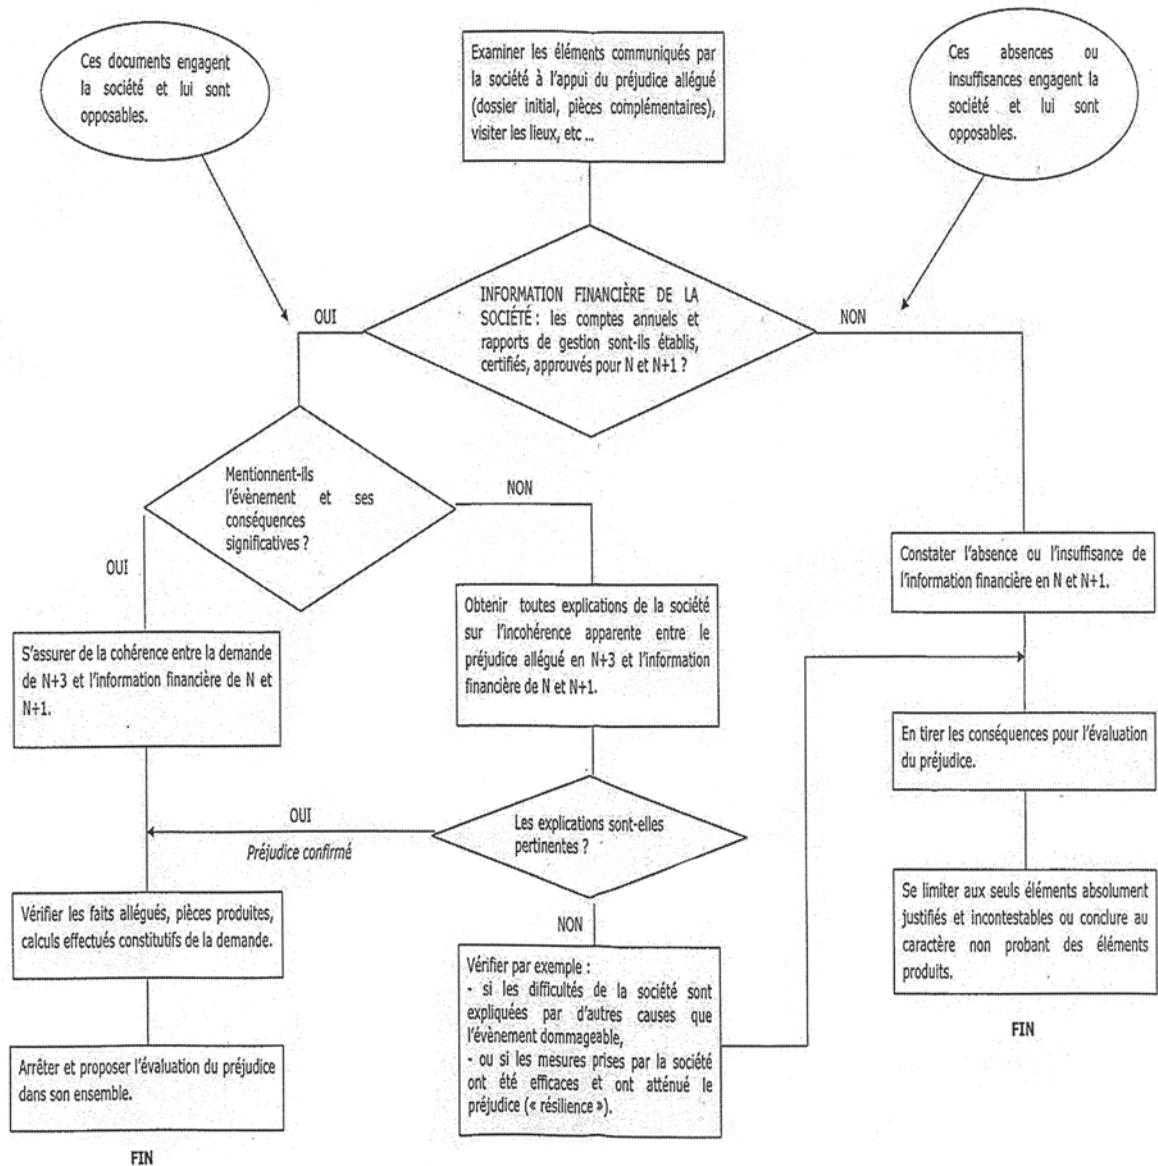 Ces documents engagent
la société et lui sont
opposables.
Examiner les éléments communiqués par
la société à l'appui du préjudice allégué
(dossier initial, pièces complémentaires),
visiter les lieux, etc ...
Ces absences ou
insuffisances engagent la
société et lui sont
opposables.
OUI
INFORMATION FINANCIÈRE DE LA
SOCIÉTÉ : les comptes annuels et
rapports de gestion sont-ils établis,
certifiés, approuvés pour N et N+1 ?
NON
Mentionnent-ils
l'évènement et ses
conséquences
significatives ?
NON
OUI
Constater l'absence ou l'insuffisance de
l'information financière en N et N+1.
Obtenir toutes explications de la société
sur l'incohérence apparente entre le
préjudice allégué en N+3 et l'information
financière de N et N+1.
S'assurer de la cohérence entre la demande
de N+3 et l'information financière de N et
N+1.
En tirer les conséquences pour l'évaluation
du préjudice.
OUI
Préjudice confirmé
Les explications sont-elles
pertinentes ?
NON
Vérifier les faits allégués, pièces produites,
calculs effectués constitutifs de la demande.
Se limiter aux seuls éléments absolument
justifiés et incontestables ou conclure au
caractère non probant des éléments
produits.
FIN
Vérifier par exemple :
- si les difficultés de la société sont
expliquées par d'autres causes que
l'évènement dommageable,
- ou si les mesures prises par la société
ont été efficaces et ont atténué le
préjudice (« résilience »).
Arrêter et proposer l'évaluation du préjudice
dans son ensemble.
FIN